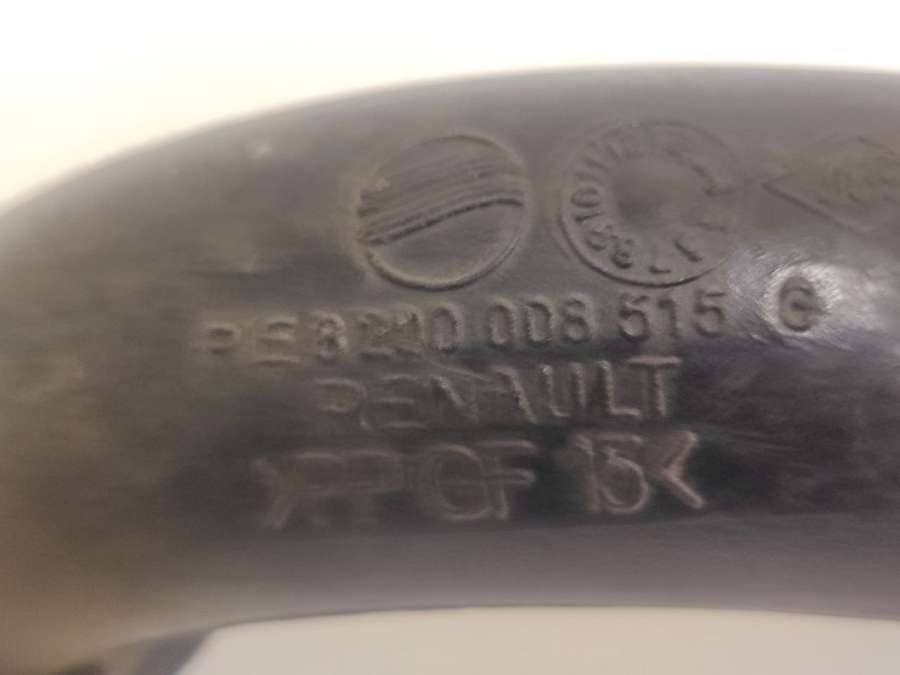 PE 8200 008 515 C
RENAULT
>PP GF 15<